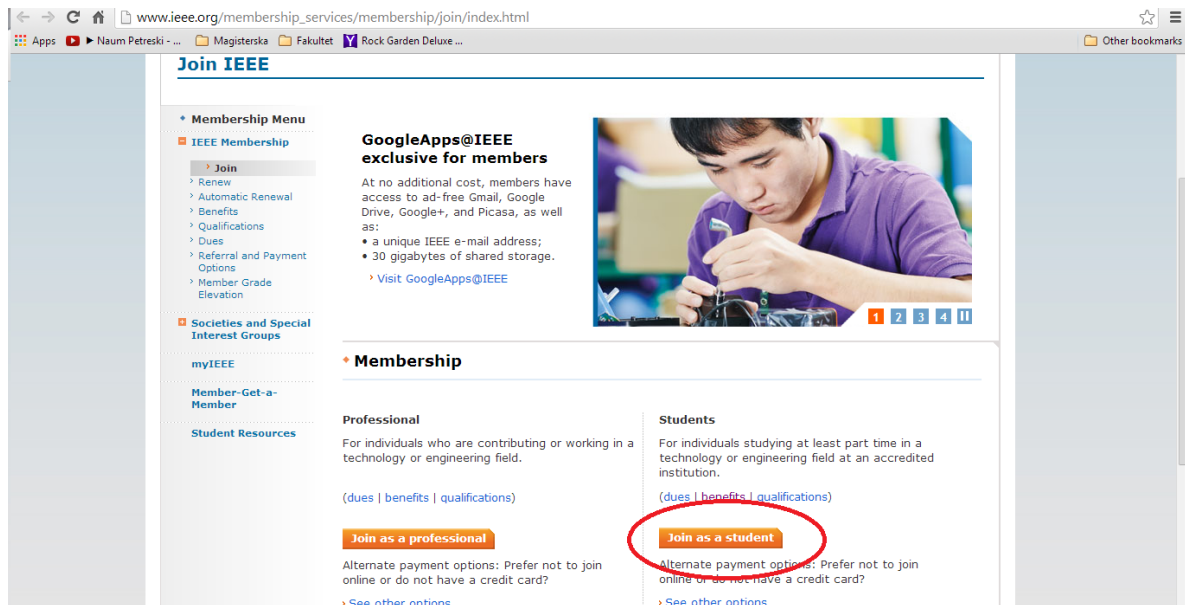 www.ieee.org/membership_services/membership/join/index.html
Apps ▶ Naum Petreski - ... Magisterska Fakultet Rock Garden Deluxe ... Other bookmarks
Join IEEE
Membership Menu
IEEE Membership
Join
Renew
Automatic Renewal
Benefits
Qualifications
Dues
Referral and Payment
Options
Member Grade
Elevation
Societies and Special
Interest Groups
myIEEE
Member-Get-a-
Member
Student Resources
GoogleApps@IEEE
exclusive for members
At no additional cost, members have
access to ad-free Gmail, Google
Drive, Google+, and Picasa, as well
as:
• a unique IEEE e-mail address;
• 30 gigabytes of shared storage.
Visit GoogleApps@IEEE
1 2 3 4
Membership
Professional
For individuals who are contributing or working in a
technology or engineering field.
(dues | benefits | qualifications)
Join as a professional
Alternate payment options: Prefer not to join
online or do not have a credit card?
See other options
Students
For individuals studying at least part time in a
technology or engineering field at an accredited
institution.
(dues | benefits | qualifications)
Join as a student
Alternate payment options: Prefer not to join
online or do not have a credit card?
See other options